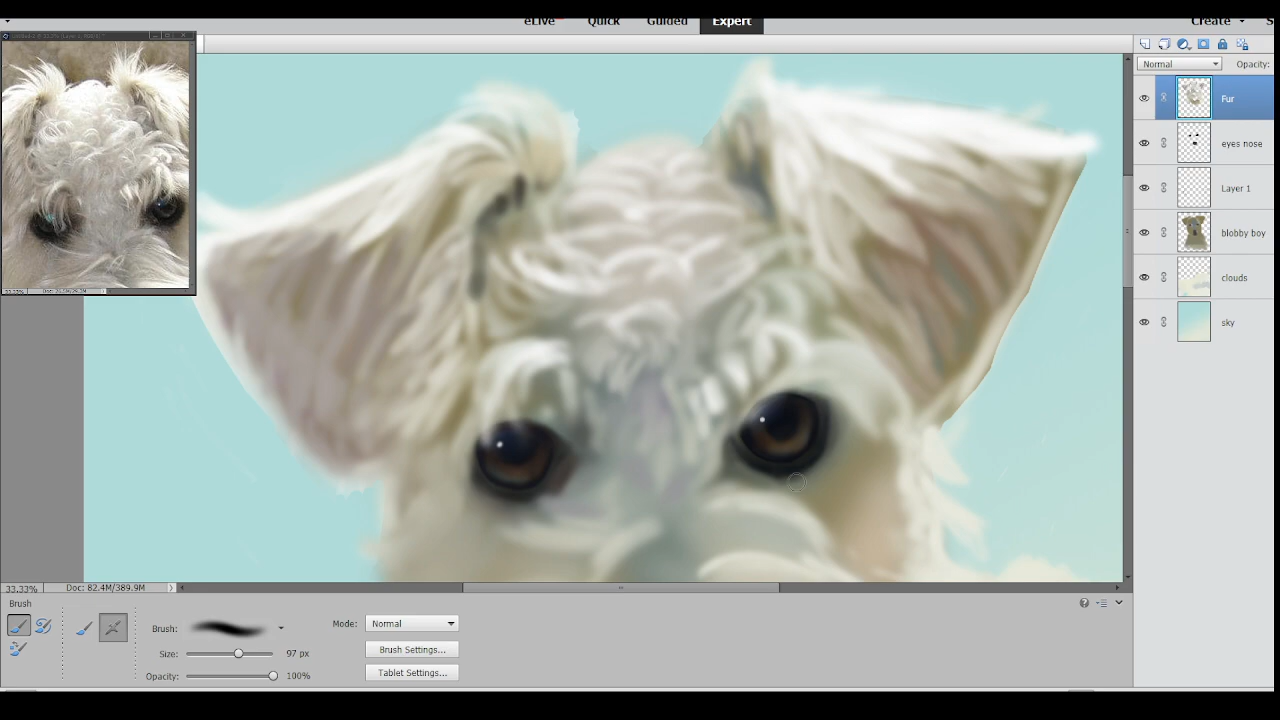 eLive Quick Guided Expert Create
Normal Opacity:
Fur
eyes nose
Layer 1
blobby boy
clouds
sky
33.33% Doc: 82.4M/389.9M
Brush
Brush: Mode: Normal
Size: 97 px Brush Settings...
Opacity: 100% Tablet Settings...